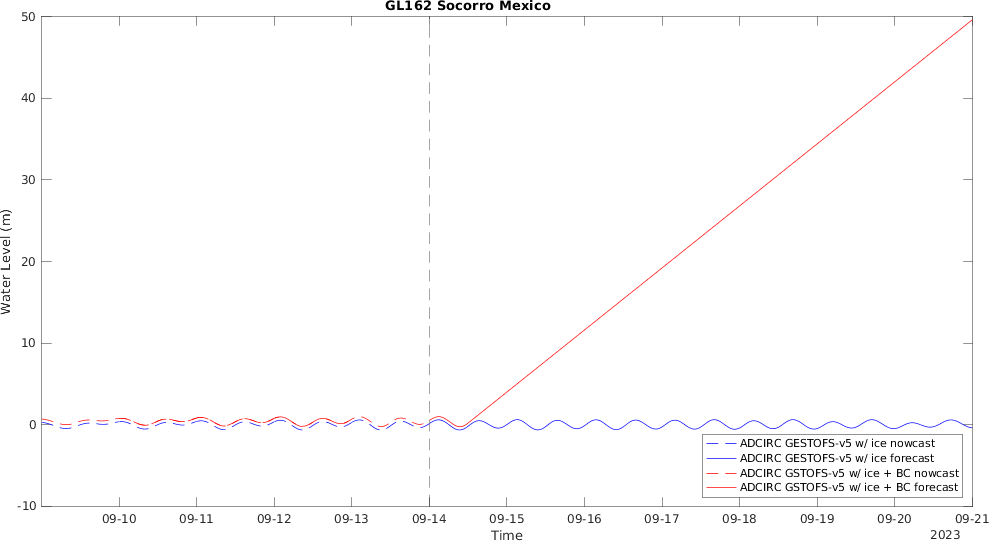 GL162 Socorro Mexico
50
40
30
20
10
0
-10
Water Level (m)
09-10 09-11 09-12 09-13 09-14 09-15 09-16 09-17 09-18 09-19 09-20 09-21
Time
2023
ADCIRC GESTOFS-v5 w/ ice nowcast
ADCIRC GESTOFS-v5 w/ ice forecast
ADCIRC GSTOFS-v5 w/ ice + BC nowcast
ADCIRC GSTOFS-v5 w/ ice + BC forecast